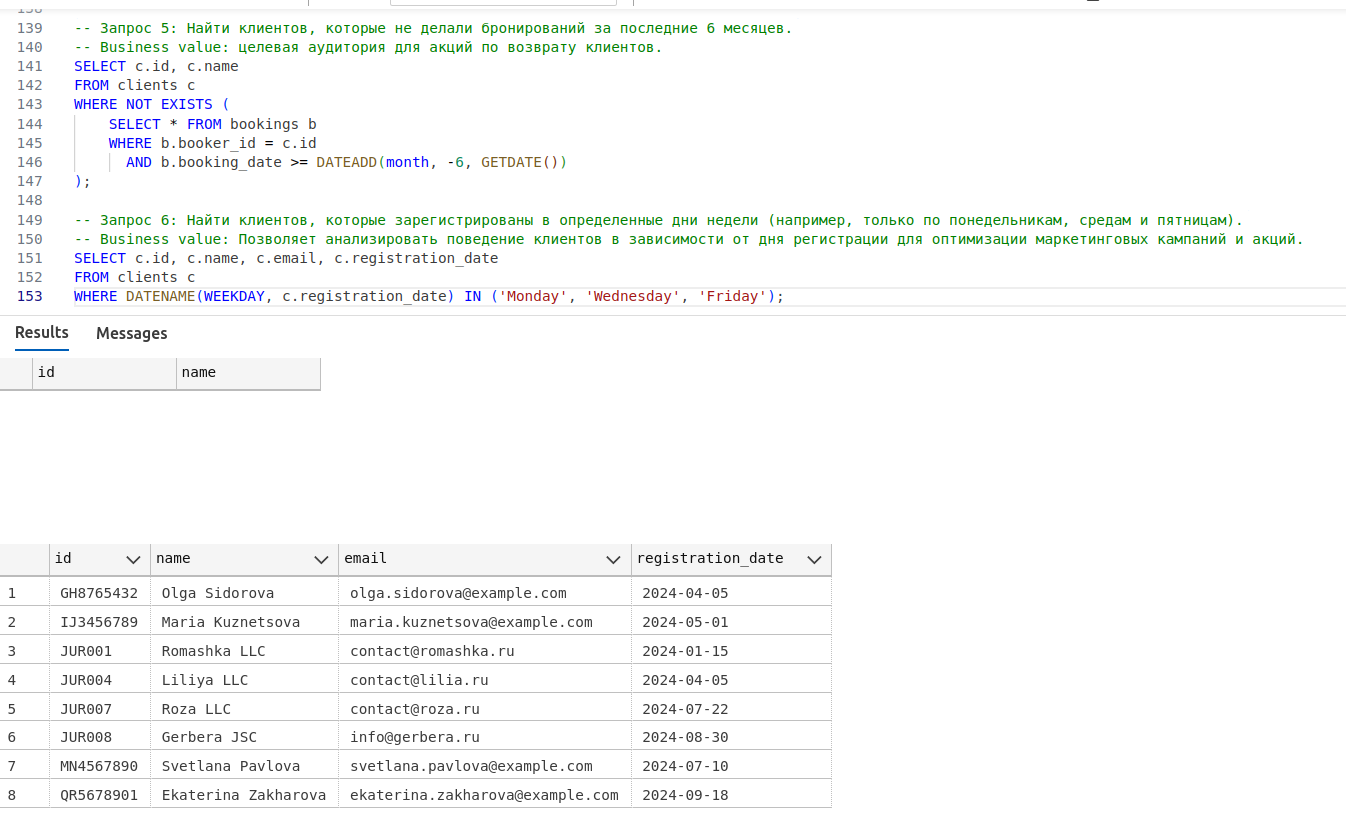 139 -- Запрос 5: Найти клиентов, которые не делали бронирований за последние 6 месяцев.
140 -- Business value: целевая аудитория для акций по возврату клиентов.
141 SELECT c.id, c.name
142 FROM clients c
143 WHERE NOT EXISTS (
144 SELECT * FROM bookings b
145 WHERE b.booker_id = c.id
146 AND b.booking_date >= DATEADD(month, -6, GETDATE())
147 );
148
149 -- Запрос 6: Найти клиентов, которые зарегистрированы в определенные дни недели (например, только по понедельникам, средам и пятницам).
150 -- Business value: Позволяет анализировать поведение клиентов в зависимости от дня регистрации для оптимизации маркетинговых кампаний и акций.
151 SELECT c.id, c.name, c.email, c.registration_date
152 FROM clients c
153 WHERE DATENAME(WEEKDAY, c.registration_date) IN ('Monday', 'Wednesday', 'Friday');
Results Messages
id name
id name email registration_date
1 GH8765432 Olga Sidorova olga.sidorova@example.com 2024-04-05
2 IJ3456789 Maria Kuznetsova maria.kuznetsova@example.com 2024-05-01
3 JUR001 Romashka LLC contact@romashka.ru 2024-01-15
4 JUR004 Liliya LLC contact@lilia.ru 2024-04-05
5 JUR007 Roza LLC contact@roza.ru 2024-07-22
6 JUR008 Gerbera JSC info@gerbera.ru 2024-08-30
7 MN4567890 Svetlana Pavlova svetlana.pavlova@example.com 2024-07-10
8 QR5678901 Ekaterina Zakharova ekaterina.zakharova@example.com 2024-09-18